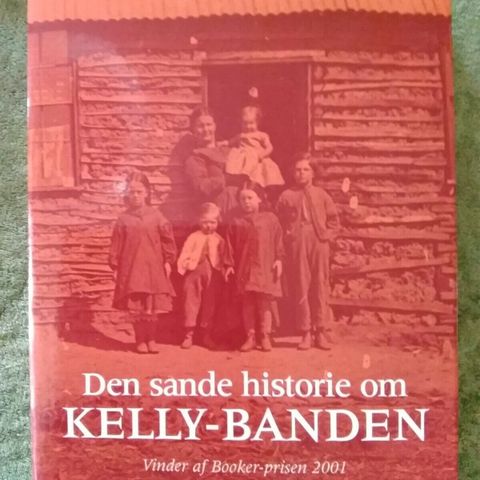 Den sande historie om
KELLY-BANDEN
Vinder af Booker-prisen 2001